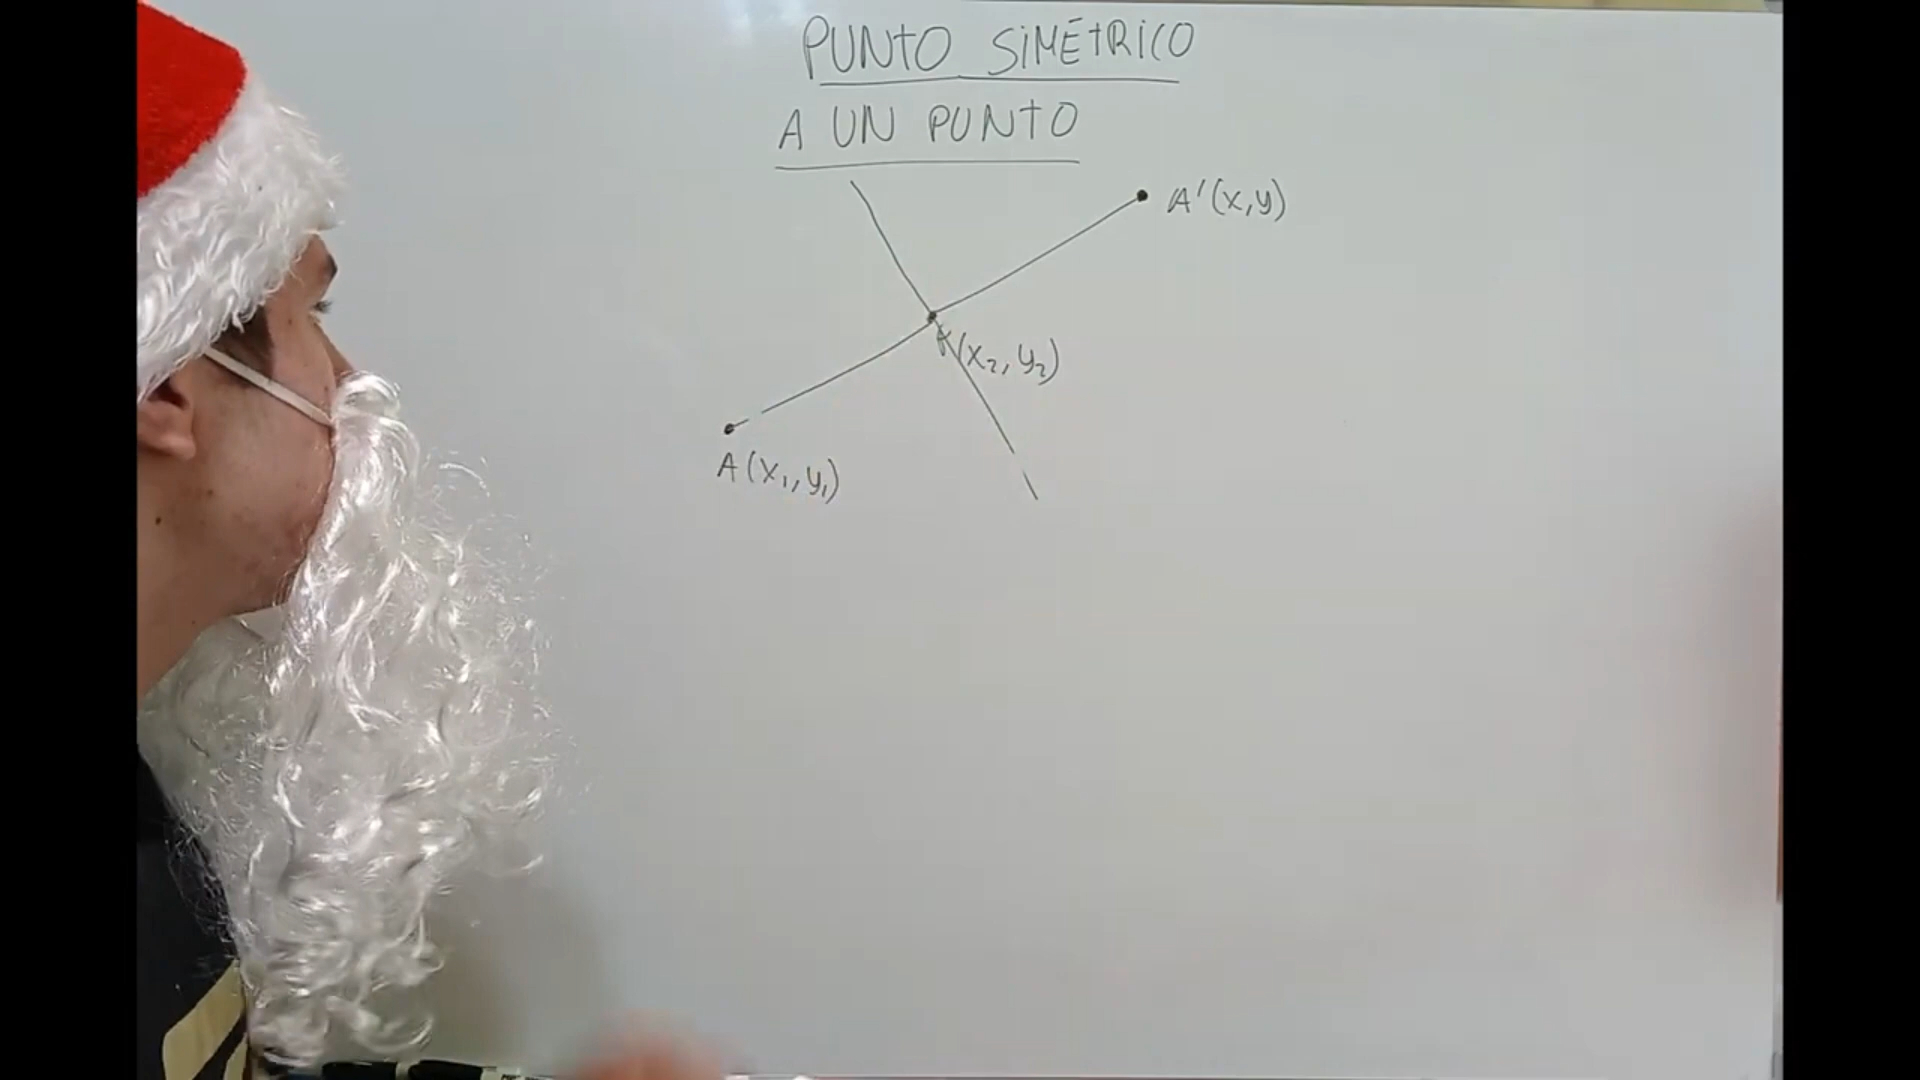 PUNTO SIMÉTRICO
A UN PUNTO
A'(x,y)
(x₂, y₂)
A(x₁, y₁)